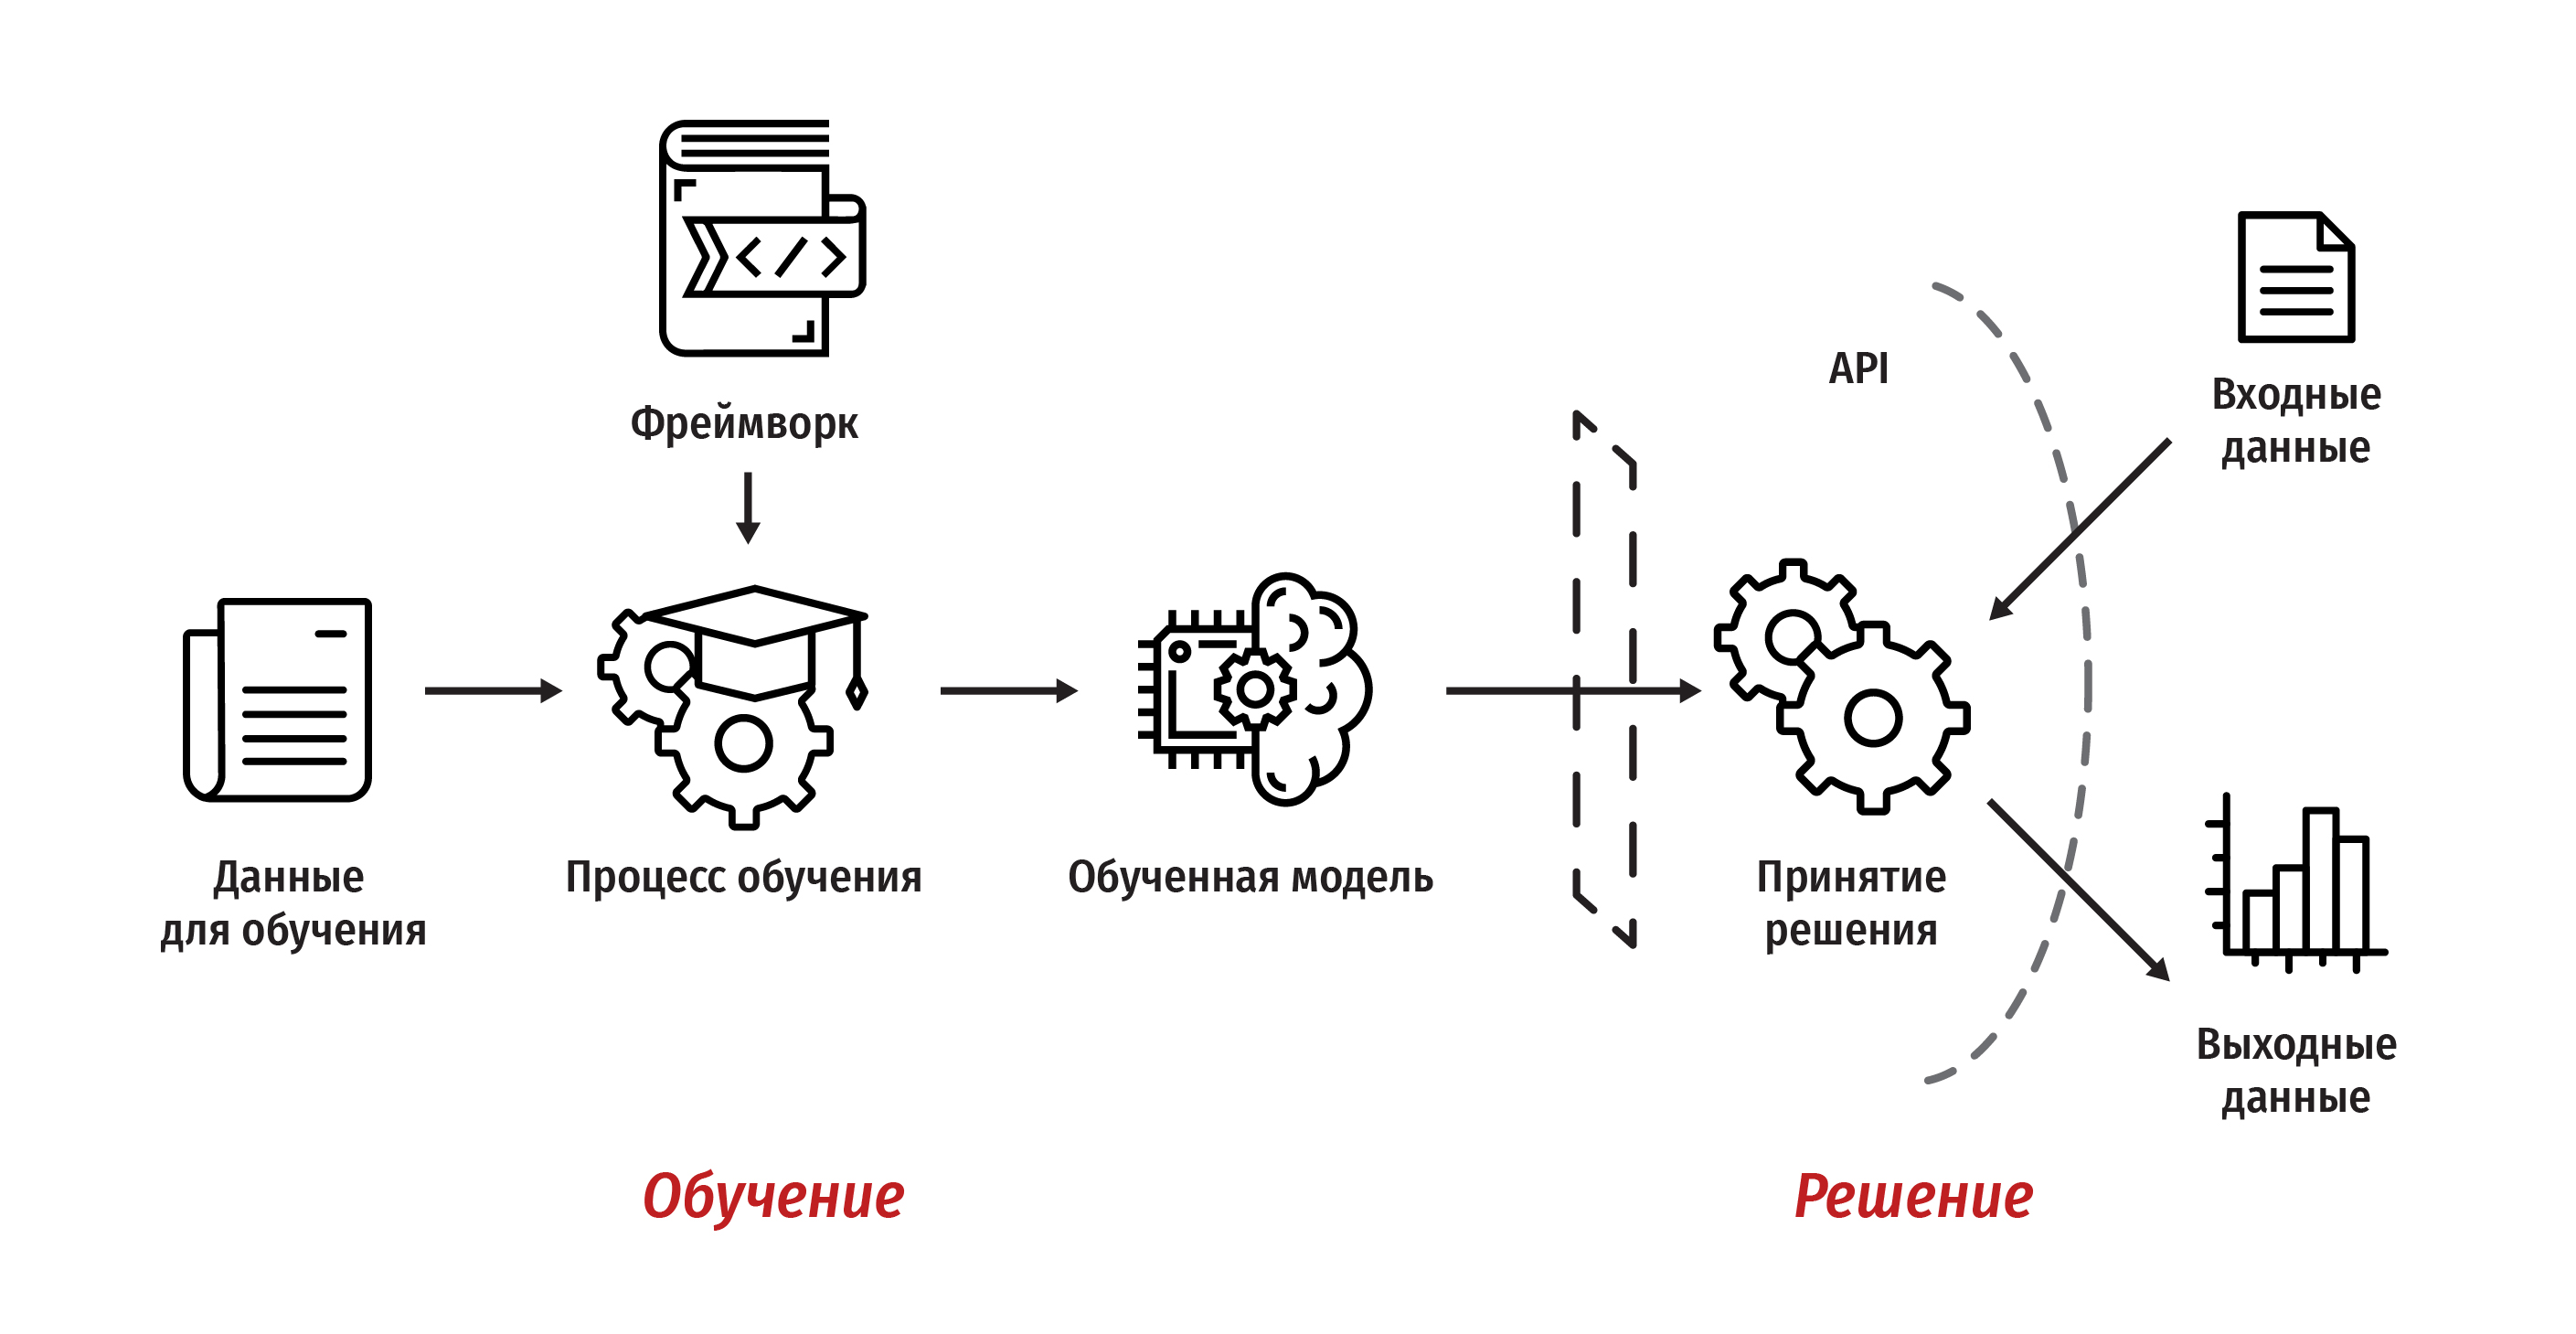 Фреймворк
API
Входные
данные
Данные
для обучения
Процесс обучения
Обученная модель
Принятие
решения
Выходные
данные
Обучение
Решение